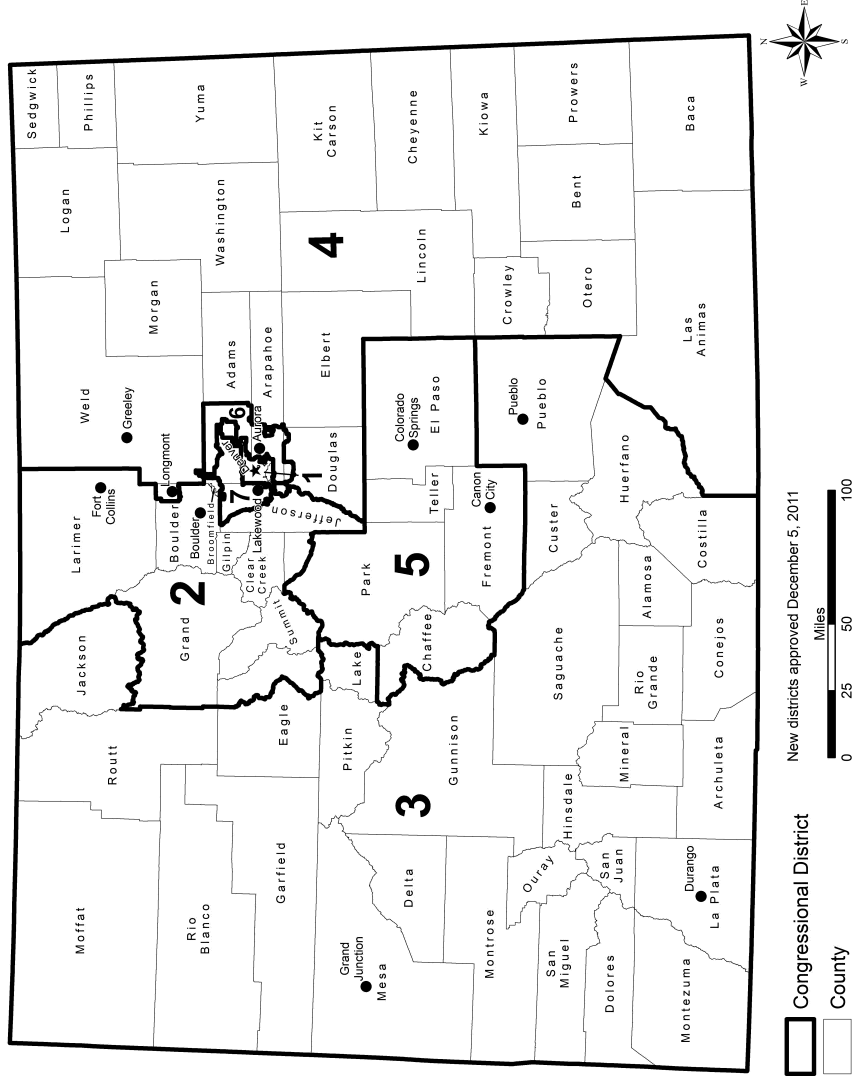 Moffat
Routt
Jackson
Larimer
Fort
Collins
Weld
Greeley
Logan
Sedgwick
Phillips
Morgan
Washington
Yuma
Rio
Blanco
Grand
2
Boulder
Longmont
Boulder
Broomfield
Gilpin
Clear
Creek
Adams
6
Arapahoe
Aurora
Denver
7
Lakewood
1
Jefferson
Douglas
Elbert
Garfield
Eagle
Summit
Kit
Carson
4
Lincoln
Cheyenne
Grand
Junction
Mesa
Delta
Pitkin
Lake
Park
5
Chaffee
Teller
Colorado
Springs
El Paso
Gunnison
3
Montrose
Ouray
Hinsdale
Saguache
Fremont
Canon
City
Custer
Pueblo
Pueblo
Crowley
Kiowa
Otero
Bent
Prowers
San
Miguel
Dolores
San
Juan
Mineral
Rio
Grande
Alamosa
Huerfano
Las
Animas
Baca
Montezuma
Durango
La Plata
Archuleta
Conejos
Costilla
Congressional District
County
New districts approved December 5, 2011
Miles
0
25
50
100
N
W
E
S